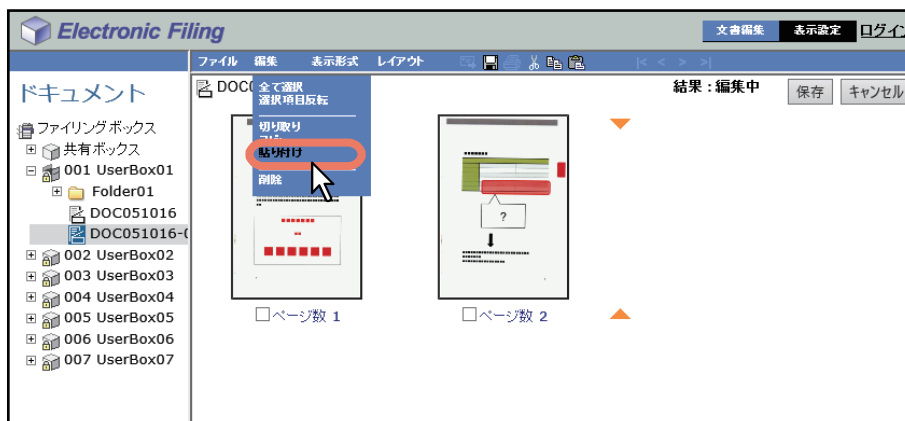 Electronic Filing
文書編集 表示設定 ログイン
ファイル 編集 表示形式 レイアウト |< < > >|
ドキュメント
DOC
結果：編集中 保存 キャンセル
全て選択
選択項目反転
切り取り
貼り付け
削除
ファイリングボックス
共有ボックス
001 UserBox01
Folder01
DOC051016
DOC051016-(
002 UserBox02
003 UserBox03
004 UserBox04
005 UserBox05
006 UserBox06
007 UserBox07
?
ページ数 1
ページ数 2